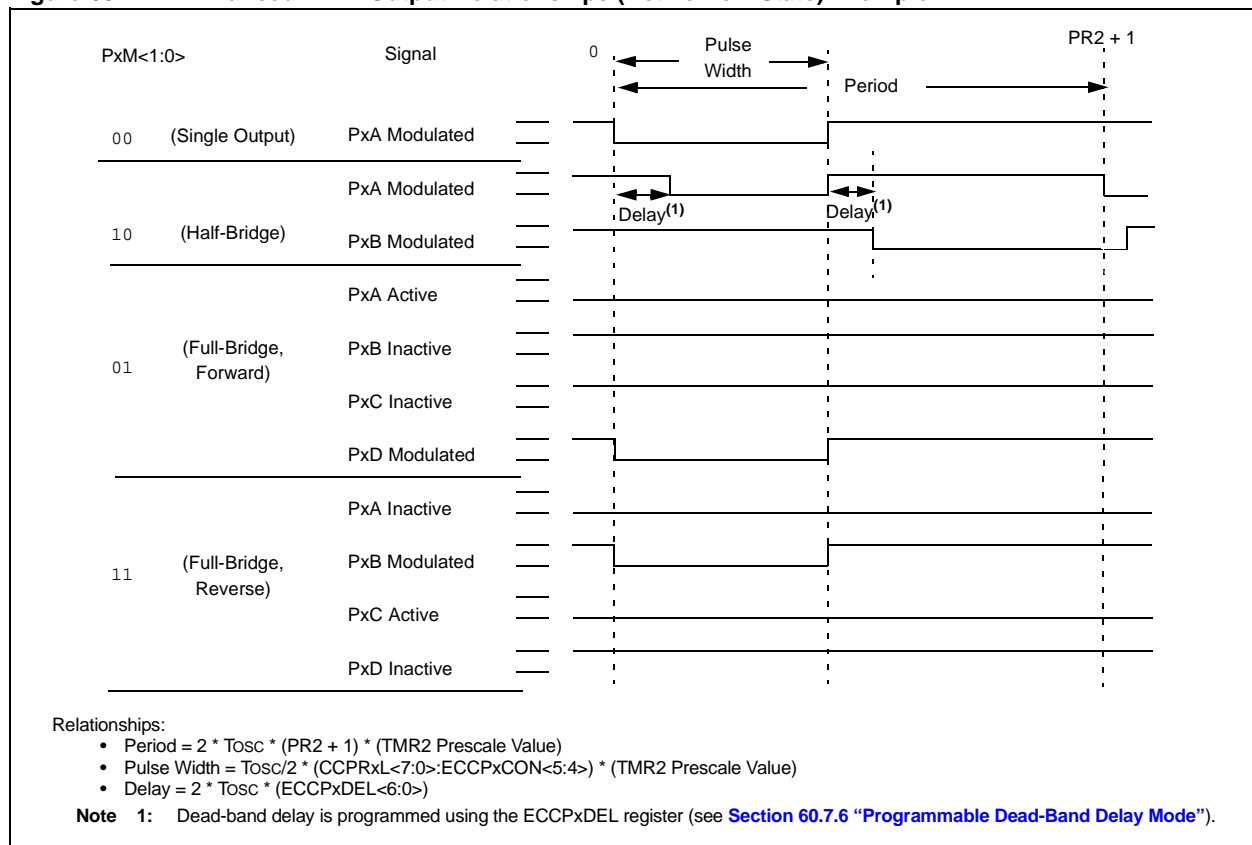 PxM<1:0> Signal 0 Pulse Width PR2 + 1
Period
00 (Single Output) PxA Modulated
PxA Modulated
Delay(1) Delay(1)
10 (Half-Bridge) PxB Modulated
PxA Active
01 (Full-Bridge, Forward) PxB Inactive
PxC Inactive
PxD Modulated
PxA Inactive
11 (Full-Bridge, Reverse) PxB Modulated
PxC Active
PxD Inactive
Relationships:
• Period = 2 * TOSC * (PR2 + 1) * (TMR2 Prescale Value)
• Pulse Width = TOSC/2 * (CCPRxL<7:0>:ECCPxCON<5:4>) * (TMR2 Prescale Value)
• Delay = 2 * TOSC * (ECCPxDEL<6:0>)
Note 1: Dead-band delay is programmed using the ECCPxDEL register (see Section 60.7.6 “Programmable Dead-Band Delay Mode”).